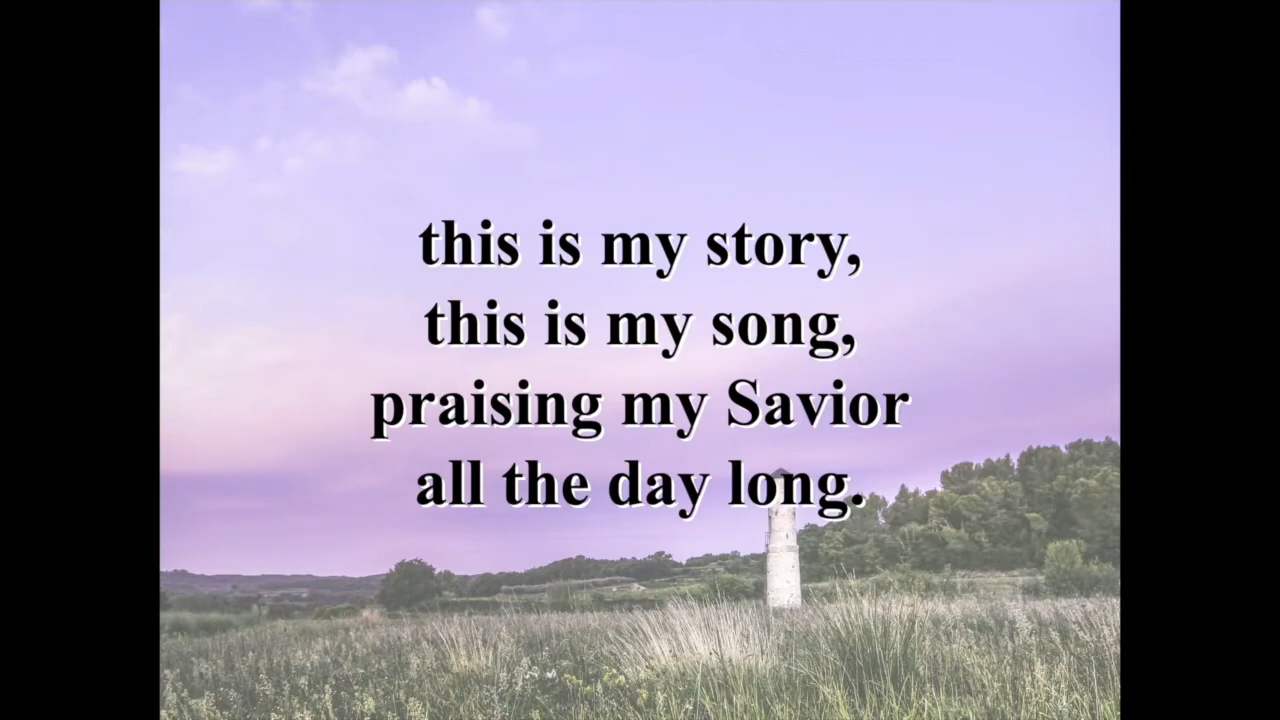 this is my story,
this is my song,
praising my Savior
all the day long.